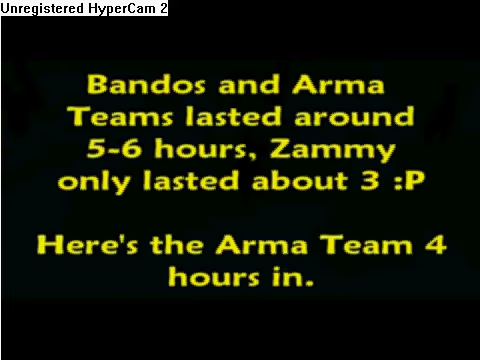 Unregistered HyperCam 2
Bandos and Arma
Teams lasted around
5-6 hours, Zammy
only lasted about 3 :P
Here's the Arma Team 4
hours in.